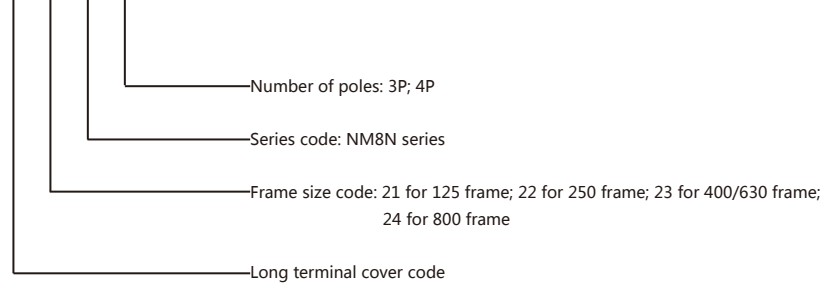 Number of poles: 3P; 4P
Series code: NM8N series
Frame size code: 21 for 125 frame; 22 for 250 frame; 23 for 400/630 frame;
24 for 800 frame
Long terminal cover code